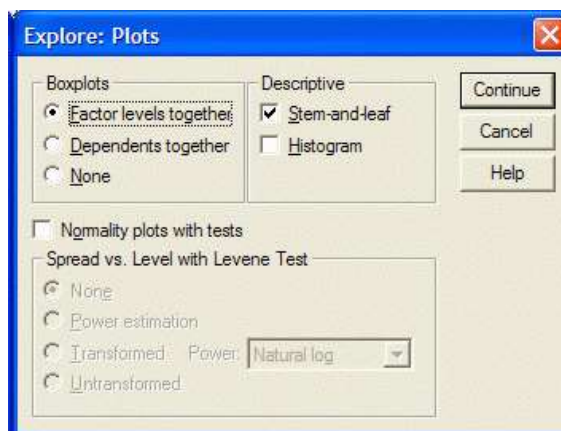 Explore: Plots
Boxplots
Factor levels together
Dependents together
None
Descriptive
Stem-and-leaf
Histogram
Continue
Cancel
Help
Normality plots with tests
Spread vs. Level with Levene Test
None
Power estimation
Transformed Power: Natural log
Untransformed